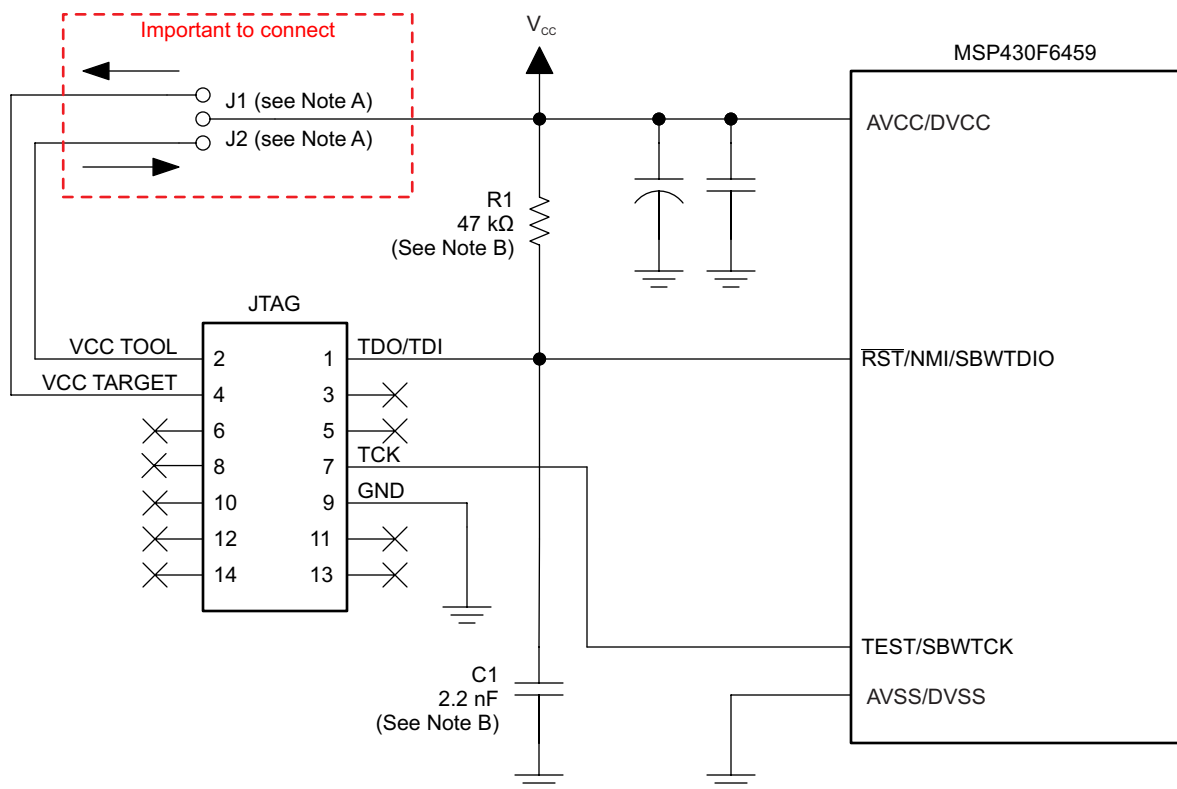 Important to connect
J1 (see Note A)
J2 (see Note A)
VCC
MSP430F6459
AVCC/DVCC
R1
47 kΩ
(See Note B)
JTAG
VCC TOOL
2
1
TDO/TDI
RST/NMI/SBWTDIO
VCC TARGET
4
3
6
5
8
7
TCK
10
9
GND
12
11
14
13
TEST/SBWTCK
C1
2.2 nF
(See Note B)
AVSS/DVSS